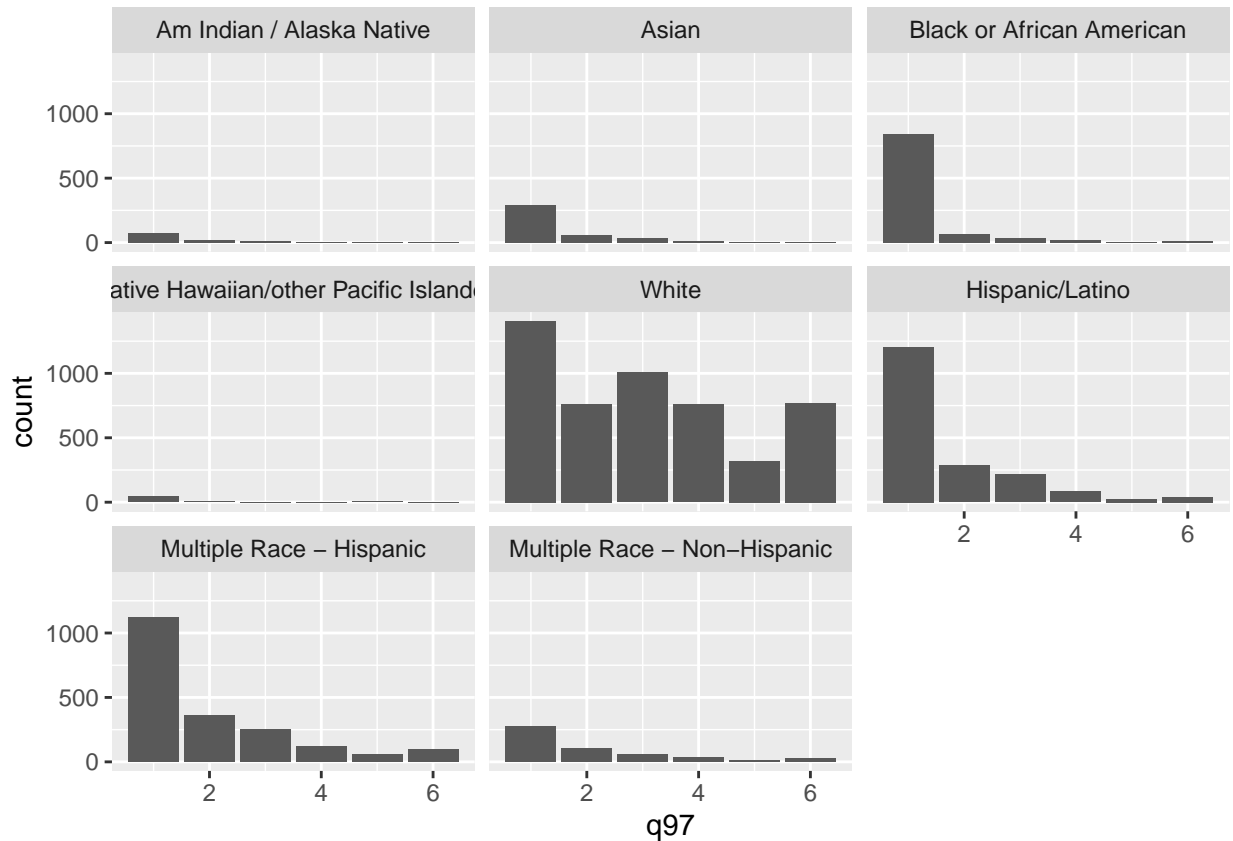 Am Indian / Alaska Native
Asian
Black or African American
1000
500
0
ative Hawaiian/other Pacific Islande
White
Hispanic/Latino
1000
500
0
count
2 4 6
Multiple Race − Hispanic
Multiple Race − Non−Hispanic
1000
500
0
2 4 6
2 4 6
q97